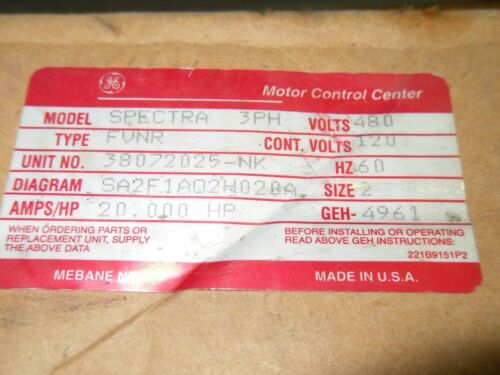 GE
Motor Control Center
MODEL SPECTRA 3PH VOLTS 480
TYPE FVNR CONT. VOLTS 120
UNIT NO. 380/2025-NK HZ 60
DIAGRAM SA2F1AQ2W020A SIZE 2
AMPS/HP 20.000 HP GEH- 4961
WHEN ORDERING PARTS OR
REPLACEMENT UNIT, SUPPLY
THE ABOVE DATA
BEFORE INSTALLING OR OPERATING
READ ABOVE GEH INSTRUCTIONS:
221B9151P2
MEBANE MADE IN U.S.A.